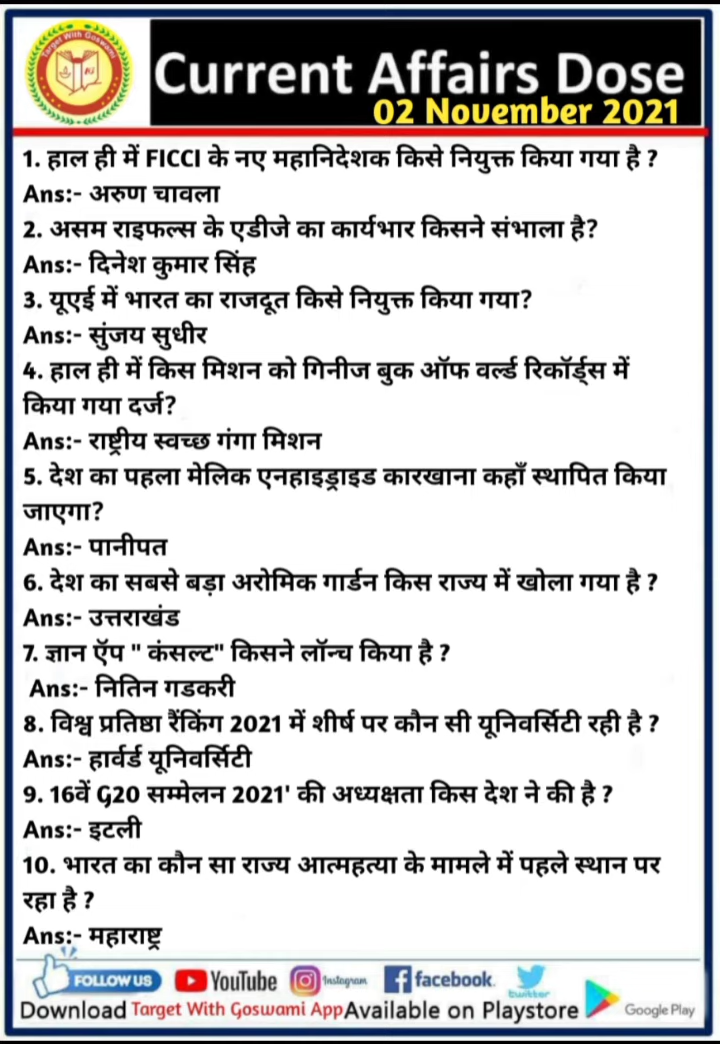 Target With Goswami
Current Affairs Dose
02 November 2021
1. हाल ही में FICCI के नए महानिदेशक किसे नियुक्त किया गया है ?
Ans:- अरुण चावला
2. असम राइफल्स के एडीजे का कार्यभार किसने संभाला है?
Ans:- दिनेश कुमार सिंह
3. यूएई में भारत का राजदूत किसे नियुक्त किया गया?
Ans:- सुंजय सुधीर
4. हाल ही में किस मिशन को गिनीज बुक ऑफ वर्ल्ड रिकॉर्ड्स में
किया गया दर्ज?
Ans:- राष्ट्रीय स्वच्छ गंगा मिशन
5. देश का पहला मेलिक एनहाइड्राइड कारखाना कहाँ स्थापित किया
जाएगा?
Ans:- पानीपत
6. देश का सबसे बड़ा अरोमिक गार्डन किस राज्य में खोला गया है ?
Ans:- उत्तराखंड
7. ज्ञान ऍप " कंसल्ट" किसने लॉन्च किया है ?
Ans:- नितिन गडकरी
8. विश्व प्रतिष्ठा रैंकिंग 2021 में शीर्ष पर कौन सी यूनिवर्सिटी रही है ?
Ans:- हार्वर्ड यूनिवर्सिटी
9. 16वें G20 सम्मेलन 2021' की अध्यक्षता किस देश ने की है ?
Ans:- इटली
10. भारत का कौन सा राज्य आत्महत्या के मामले में पहले स्थान पर
रहा है ?
Ans:- महाराष्ट्र
FOLLOW US YouTube Instagram facebook. twitter
Download Target With Goswami App Available on Playstore Google Play